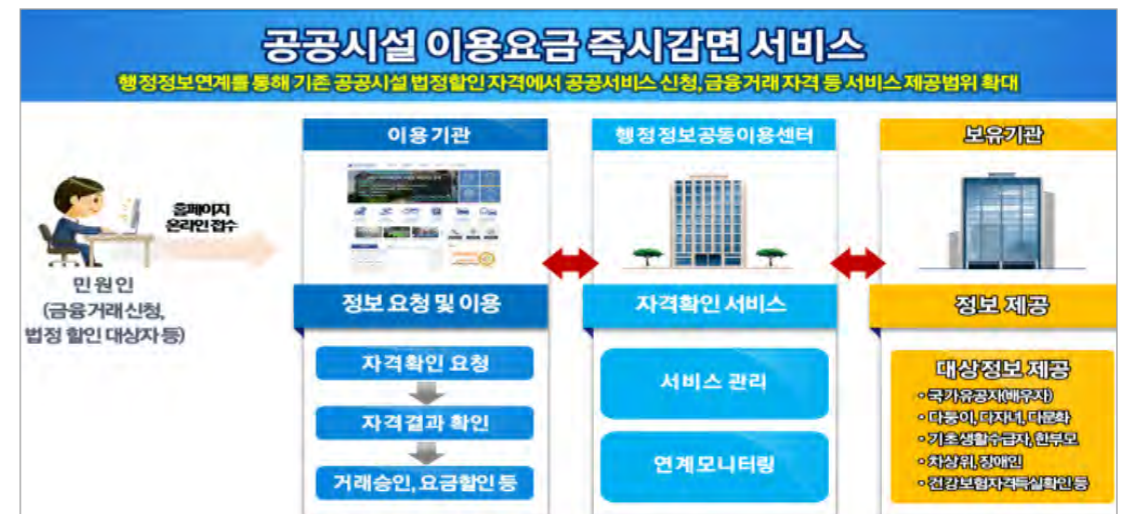 공공시설 이용요금 즉시감면 서비스
행정정보연계를 통해 기존 공공시설 법정할인 자격에서 공공서비스 신청, 금융거래 자격 등 서비스 제공범위 확대
홈페이지
온라인 접수
민원인
(금융거래 신청,
법정 할인 대상자 등)
이용기관
정보 요청 및 이용
자격확인 요청
자격결과 확인
거래승인, 요금할인 등
행정정보공동이용센터
자격확인 서비스
서비스 관리
연계모니터링
보유기관
정보 제공
대상정보 제공
• 국가유공자(배우자)
• 다둥이, 다자녀, 다문화
• 기초생활수급자, 한부모
• 차상위, 장애인
• 건강보험자격득실확인 등